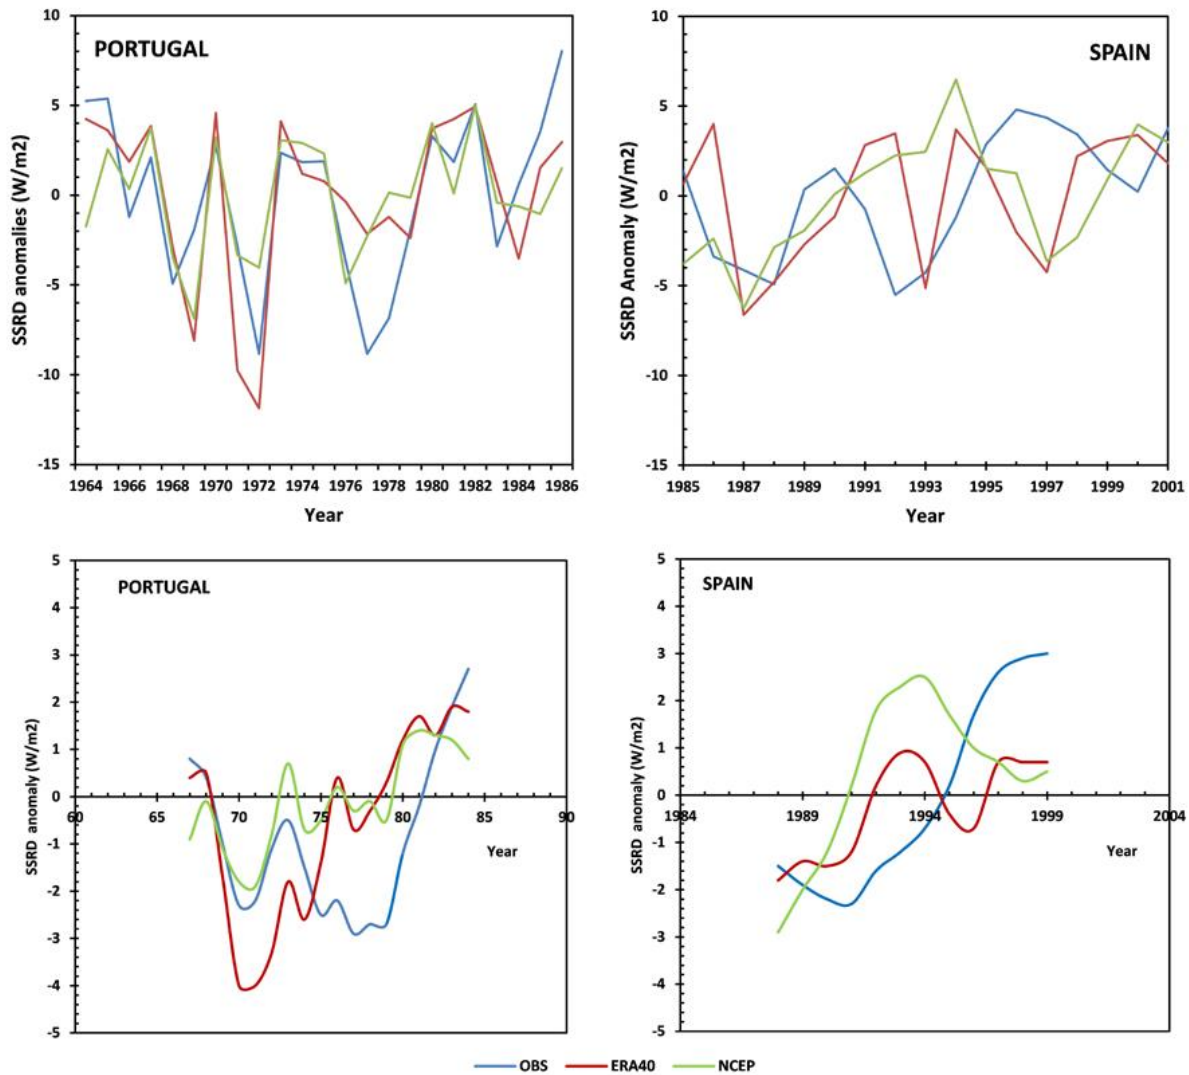 PORTUGAL
SSRD anomalies (W/m2)
10
5
0
-5
-10
-15
1964 1966 1968 1970 1972 1974 1976 1978 1980 1982 1984 1986
Year
SPAIN
SSRD Anomaly (W/m2)
10
5
0
-5
-10
-15
1985 1987 1989 1991 1993 1995 1997 1999 2001
Year
PORTUGAL
SSRD anomaly (W/m2)
5
4
3
2
1
0
-1
-2
-3
-4
-5
60 65 70 75 80 85 90
Year
SPAIN
SSRD anomaly (W/m2)
5
4
3
2
1
0
-1
-2
-3
-4
-5
1984 1989 1994 1999 2004
Year
OBS ERA40 NCEP